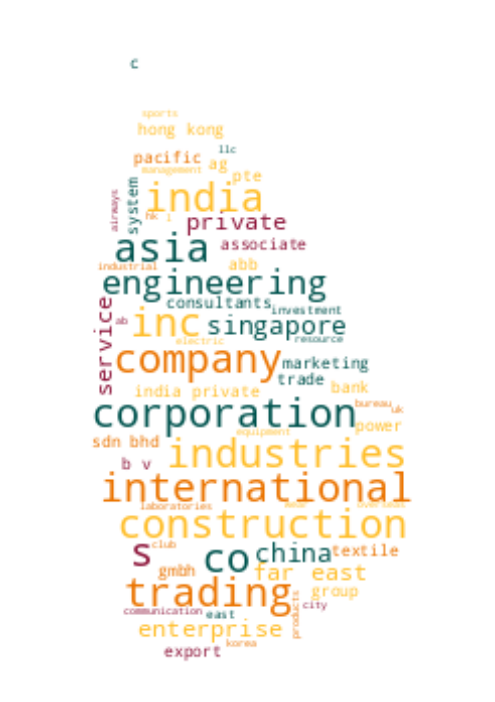 c
sports
hong kong
llc
pacific
ag
management
pte
system
airways
india
hk
l
private
asia
associate
industrial
abb
engineering
consultants
investment
service
ab
inc
singapore
electric
resource
company
marketing
trade
india private
bank
corporation
bureau
uk
power
equipment
sdn bhd
industries
b v
international
laboratories
overseas
construction
s
club
co
china
textile
gmbh
far east
trading
group
products
city
communication
east
enterprise
korea
export